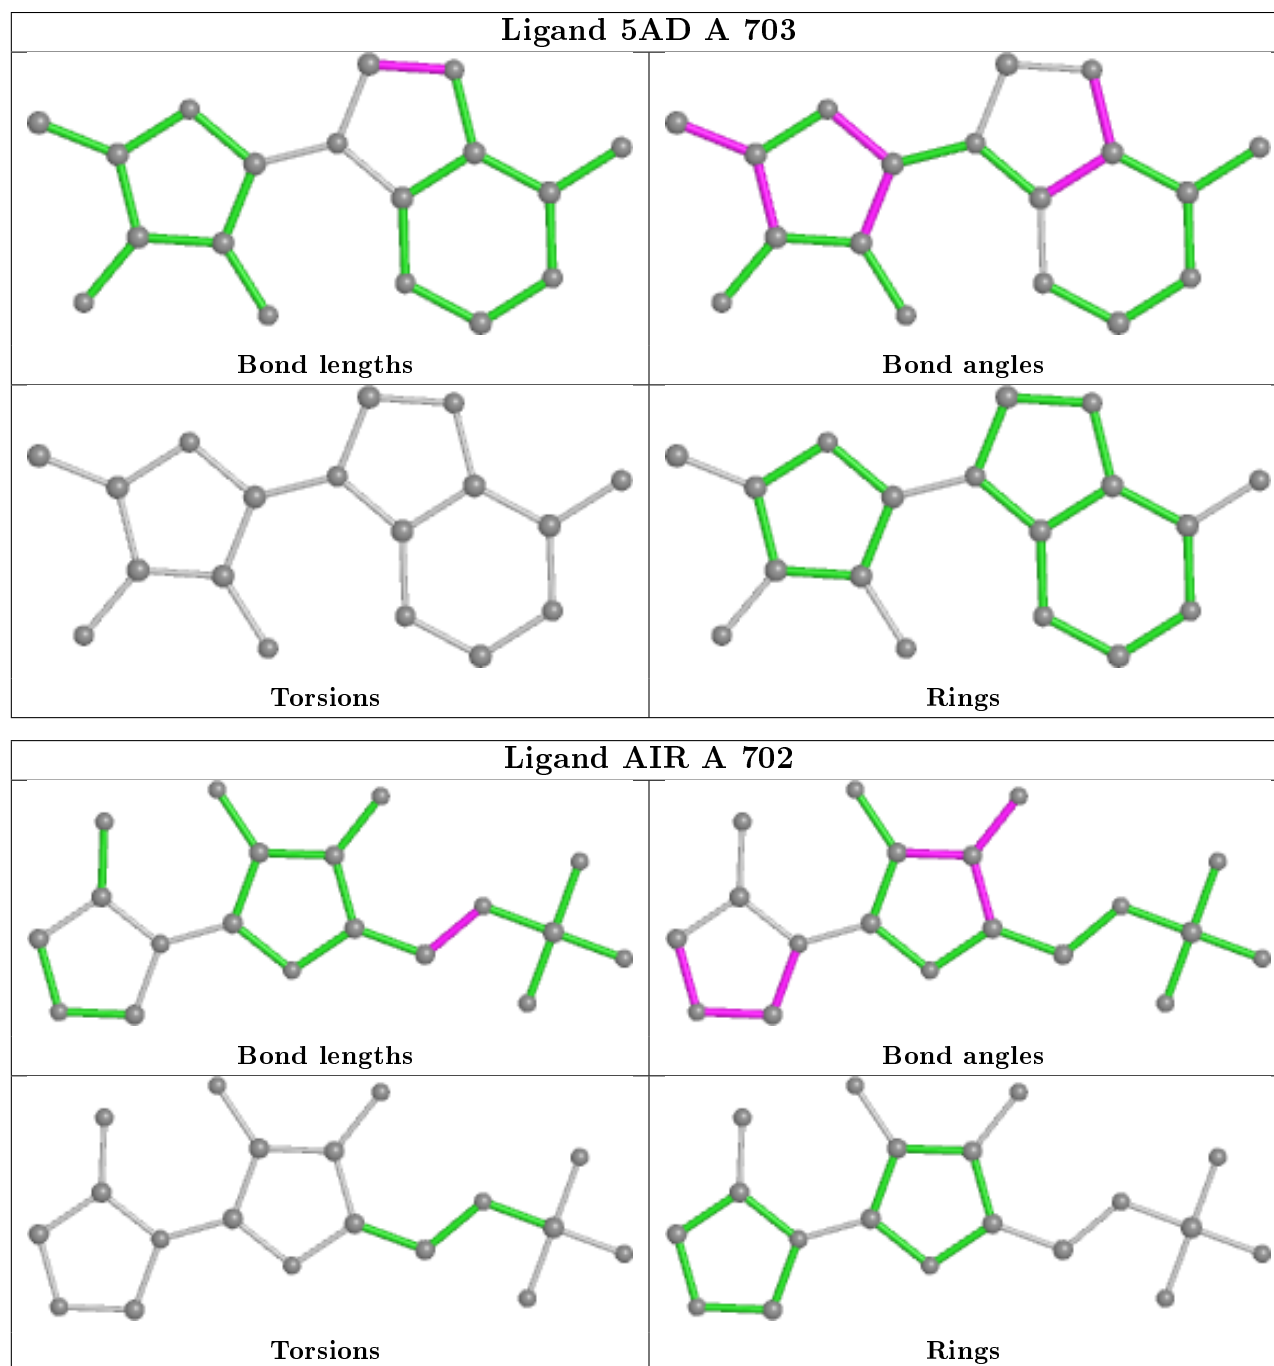 Ligand 5AD A 703
Bond lengths
Bond angles
Torsions
Rings
Ligand AIR A 702
Bond lengths
Bond angles
Torsions
Rings